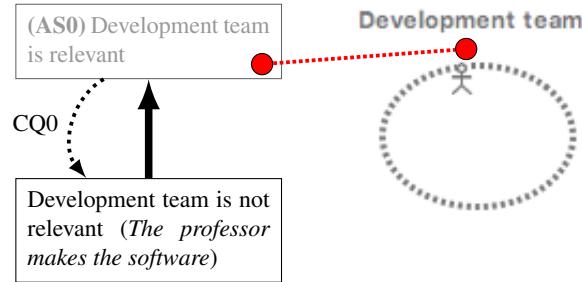 (AS0) Development team
is relevant
Development team
CQ0
Development team is not
relevant (The professor
makes the software)